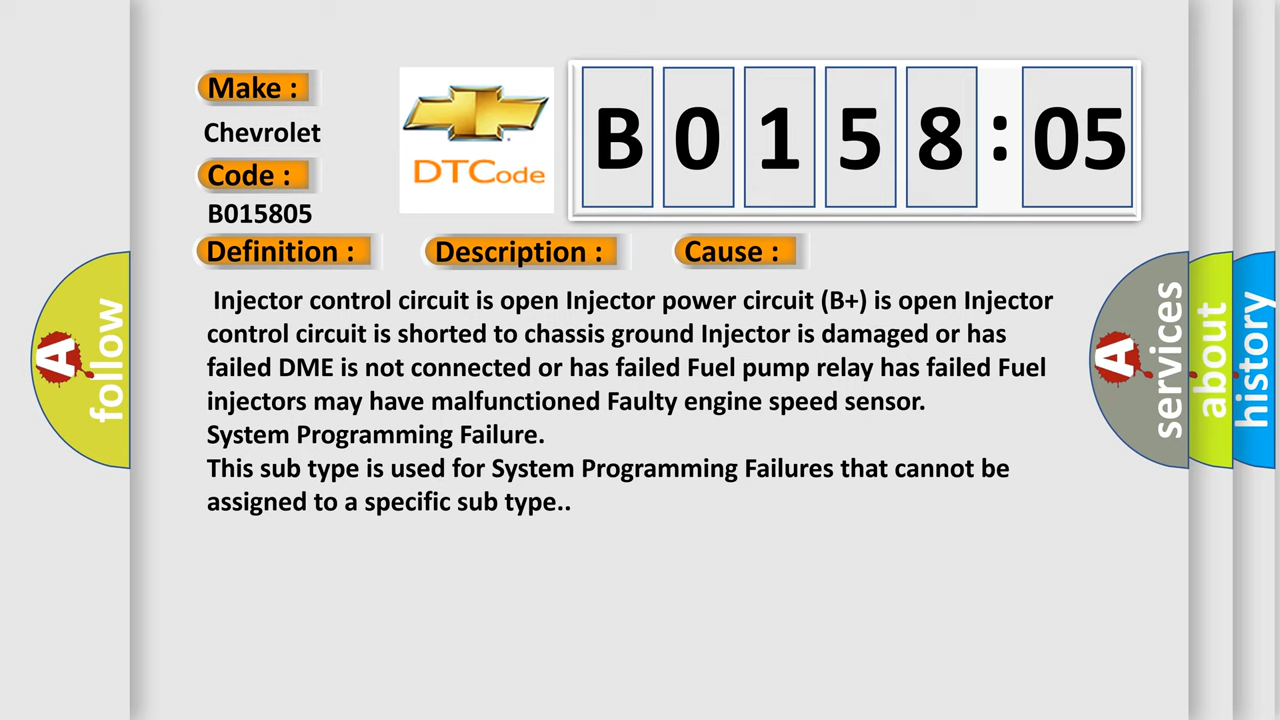 Make :
Chevrolet
Code :
B015805
DTCode
B0158:05
Definition :
Description :
Cause :
Injector control circuit is open Injector power circuit (B+) is open Injector
control circuit is shorted to chassis ground Injector is damaged or has
failed DME is not connected or has failed Fuel pump relay has failed Fuel
injectors may have malfunctioned Faulty engine speed sensor.
System Programming Failure.
This sub type is used for System Programming Failures that cannot be
assigned to a specific sub type..
A follow
A services
about
history